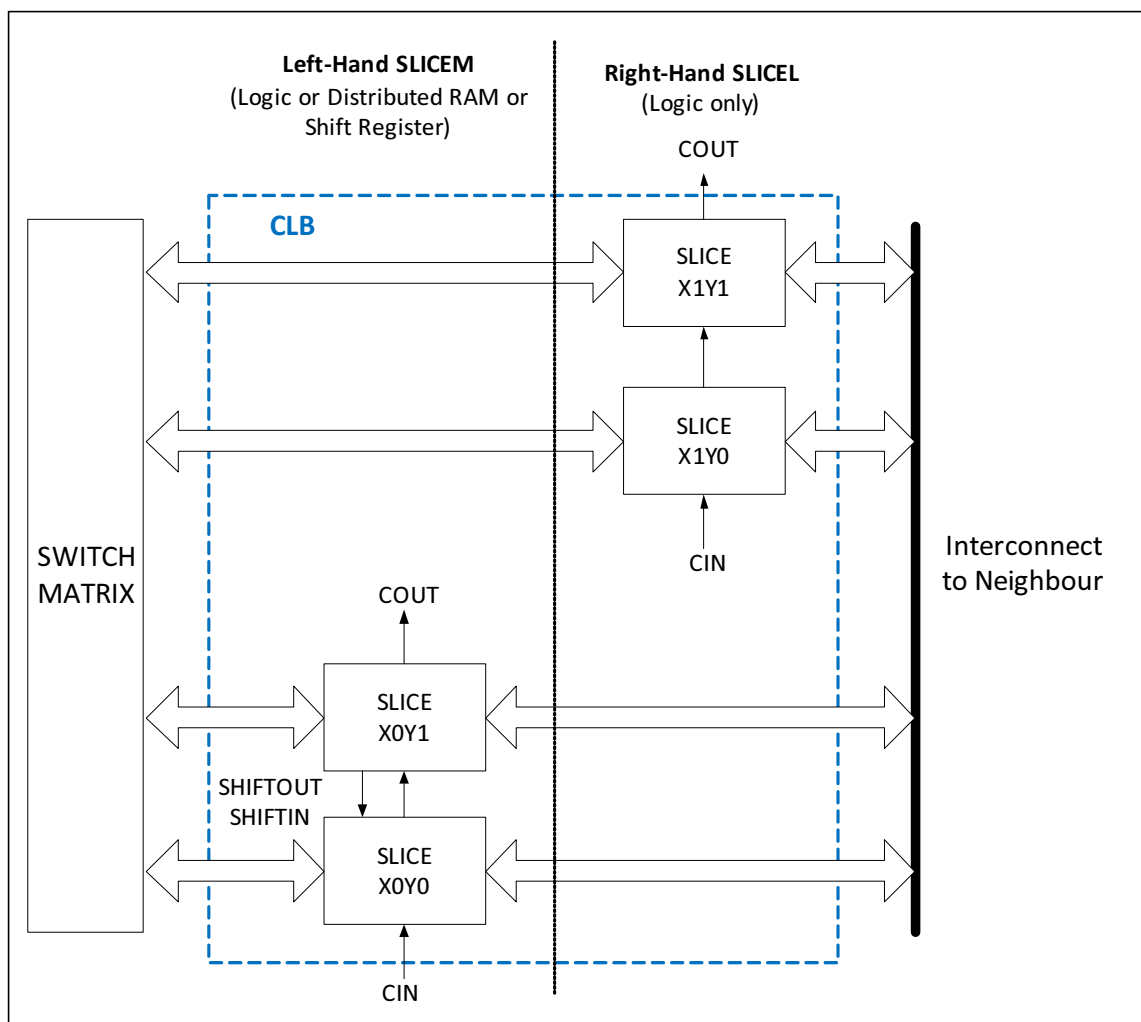 Left-Hand SLICEM
(Logic or Distributed RAM or
Shift Register)
Right-Hand SLICEL
(Logic only)
COUT
CLB
SLICE
X1Y1
SLICE
X1Y0
CIN
SWITCH
MATRIX
Interconnect
to Neighbour
COUT
SLICE
X0Y1
SHIFTOUT
SHIFTIN
SLICE
X0Y0
CIN